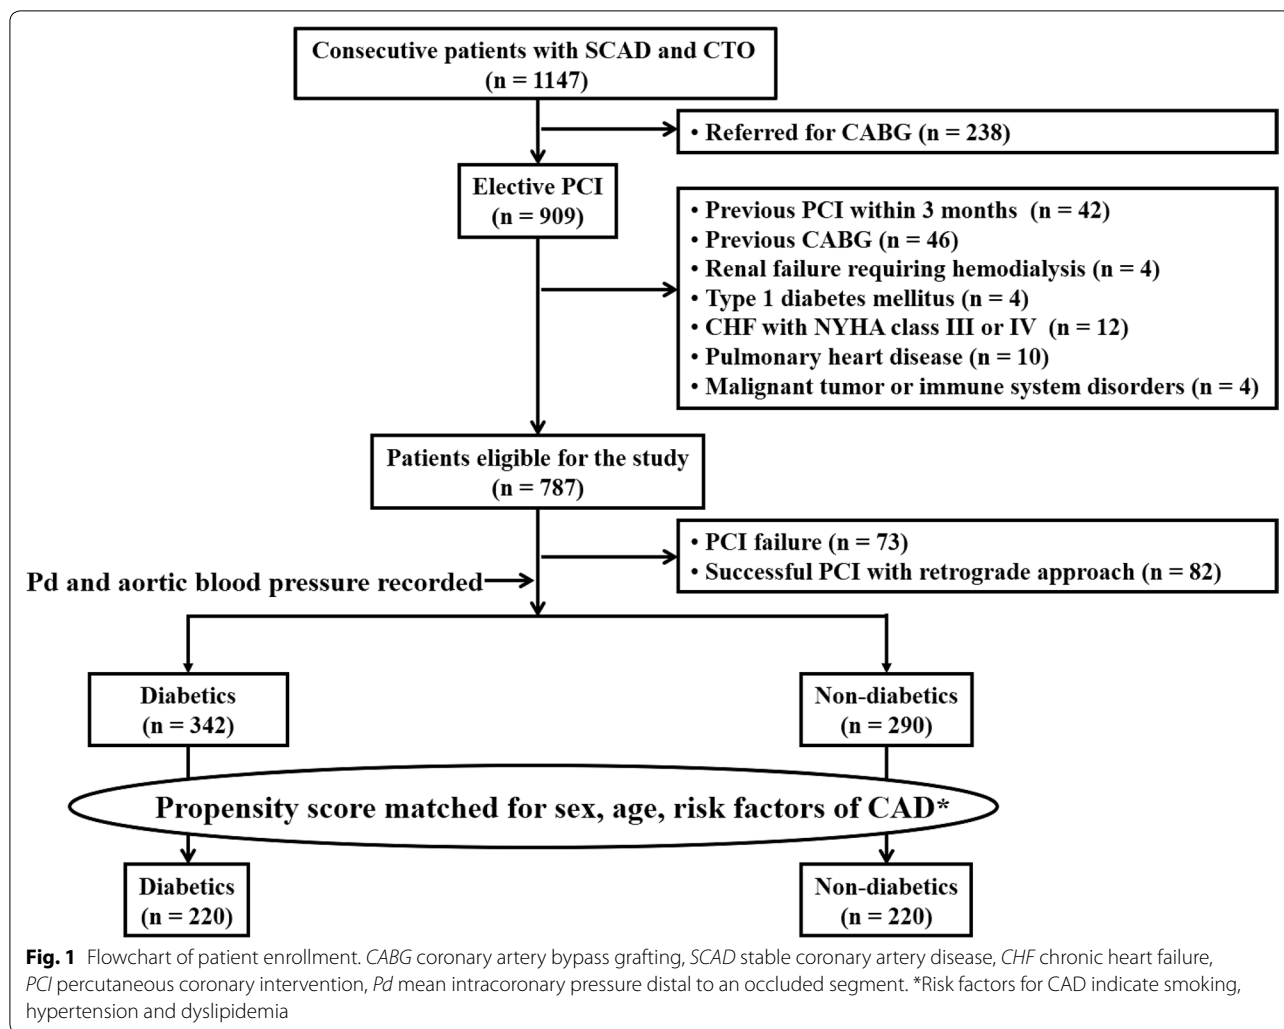 Consecutive patients with SCAD and CTO
(n = 1147)
• Referred for CABG (n = 238)
Elective PCI
(n = 909)
• Previous PCI within 3 months (n = 42)
• Previous CABG (n = 46)
• Renal failure requiring hemodialysis (n = 4)
• Type 1 diabetes mellitus (n = 4)
• CHF with NYHA class III or IV (n = 12)
• Pulmonary heart disease (n = 10)
• Malignant tumor or immune system disorders (n = 4)
Patients eligible for the study
(n = 787)
• PCI failure (n = 73)
• Successful PCI with retrograde approach (n = 82)
Pd and aortic blood pressure recorded
Diabetics
(n = 342)
Non-diabetics
(n = 290)
Propensity score matched for sex, age, risk factors of CAD*
Diabetics
(n = 220)
Non-diabetics
(n = 220)
Fig. 1 Flowchart of patient enrollment. CABG coronary artery bypass grafting, SCAD stable coronary artery disease, CHF chronic heart failure,
PCI percutaneous coronary intervention, Pd mean intracoronary pressure distal to an occluded segment. *Risk factors for CAD indicate smoking,
hypertension and dyslipidemia